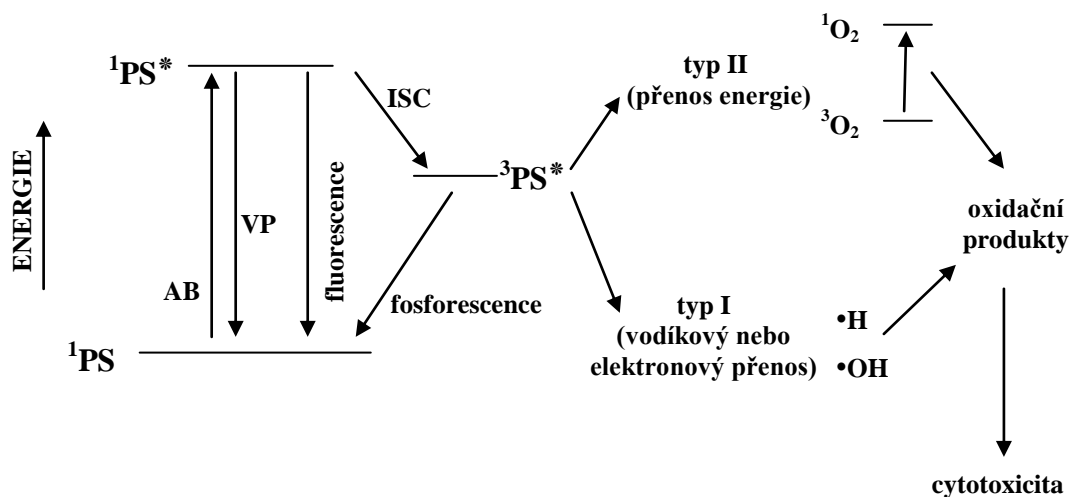 ¹O₂
typ II
(přenos energie)
¹PS*
ISC
³O₂
³PS*
ENERGIE
VP
fluorescence
oxidační
produkty
AB
fosforescence
typ I
(vodíkový nebo
elektronový přenos)
•H
•OH
¹PS
cytotoxicita